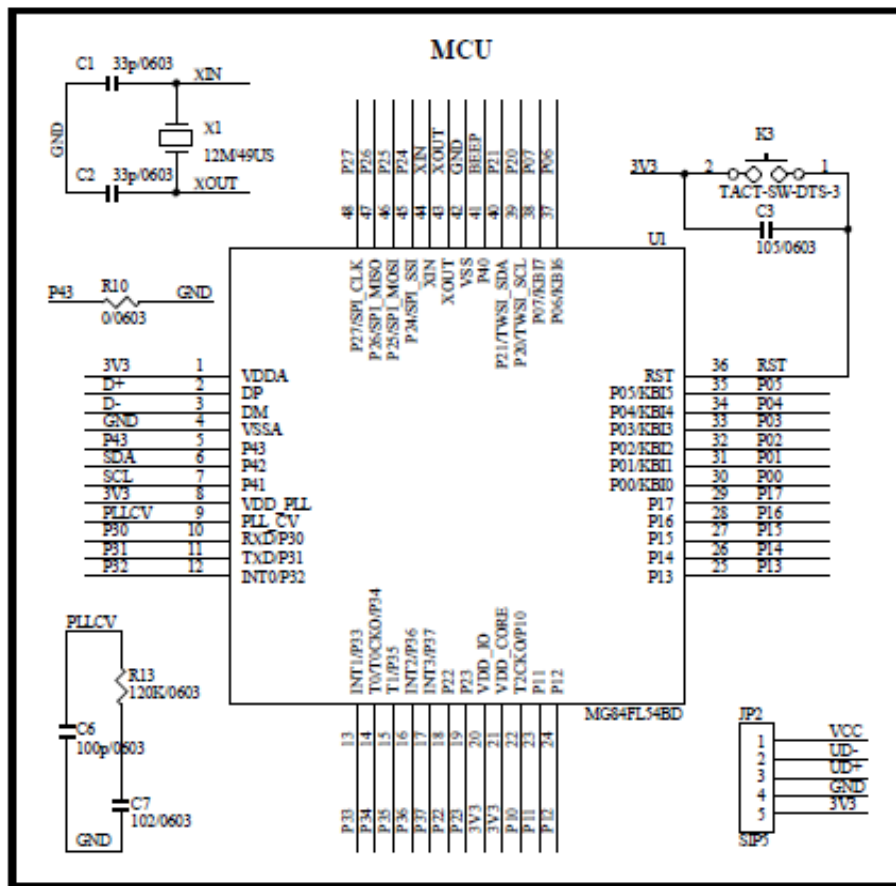 MCU
C1 33p/0603
XIN
GND
X1
12M/49US
C2 33p/0603
XOUT
P27 P26 P25 P24 XIN XOUT GND BEEP P21 P20 P07 P06
48 47 46 45 44 43 42 41 40 39 38 37
K3
3V3 2 1
TACT-SW-DTS-3
C3
105/0603
U1
P27/SPI_CLK
P26/SPI_MISO
P25/SPI_MOSI
P24/SPI_SSI
XIN
XOUT
VSS
P40
P21/TWSI_SDA
P20/TWSI_SCL
P07/KBI7
P06/KBI6
P43 R10 GND
0/0603
3V3 1 VDDA
D+ 2 DP
D- 3 DM
GND 4 VSSA
P43 5 P43
SDA 6 P42
SCL 7 P41
3V3 8 VDD_PLL
PLLCV 9 PLL_CV
P30 10 RXD/P30
P31 11 TXD/P31
P32 12 INT0/P32
RST 36 RST
P05/KBI5 35 P05
P04/KBI4 34 P04
P03/KBI3 33 P03
P02/KBI2 32 P02
P01/KBI1 31 P01
P00/KBI0 30 P00
P17 29 P17
P16 28 P16
P15 27 P15
P14 26 P14
P13 25 P13
INT1/P33
T0/T0CKO/P34
T1/P35
INT2/P36
INT3/P37
P22
P23
VDD_IO
VDD_CORE
T2CKO/P10
P11
P12
MG84FL54BD
13 14 15 16 17 18 19 20 21 22 23 24
P33 P34 P35 P36 P37 P22 P23 3V3 3V3 P10 P11 P12
PLLCV
R13
120K/0603
C6
100p/0603
C7
102/0603
GND
JP2
1 VCC
2 UD-
3 UD+
4 GND
5 3V3
SIP5